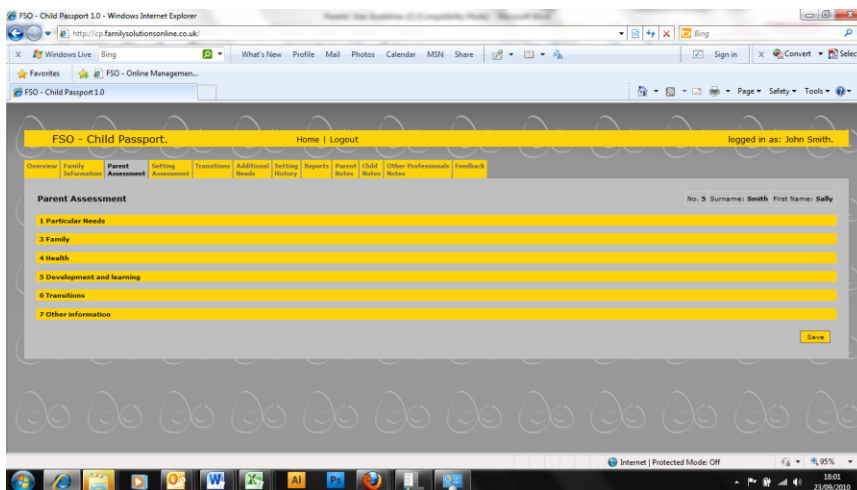 FSO - Child Passport 1.0 - Windows Internet Explorer
http://cp.familysolutionsonline.co.uk/
Bing
Windows Live Bing What's New Profile Mail Photos Calendar MSN Share Sign in Convert Selec
Favorites FSO - Online Managemen...
FSO - Child Passport 1.0 Page Safety Tools
FSO - Child Passport. Home | Logout logged in as: John Smith.
Overview Family Information Parent Assessment Setting Assessment Transitions Additional Needs Setting History Reports Parent Notes Child Notes Other Professionals Notes Feedback
Parent Assessment No. 5 Surname: Smith First Name: Sally
1 Particular Needs
3 Family
4 Health
5 Development and learning
6 Transitions
7 Other information
Save
Internet | Protected Mode: Off 95%
W Ai Ps
18:01
23/09/2010